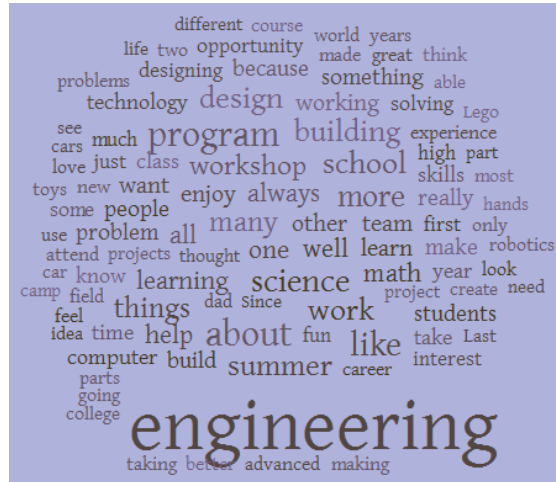 different course
life two opportunity world years
made great think
designing because something able
problems
technology design working solving Lego
see much program building experience
cars high part
love just class workshop school skills most
toys new want enjoy always more really hands
some people many other team first only
use problem all one well learn make robotics
attend projects thought
car know learning science math year look
camp field project create need
things dad Since work students
feel
idea time help about fun like take Last
computer build summer career interest
parts
going
college engineering
taking better advanced making